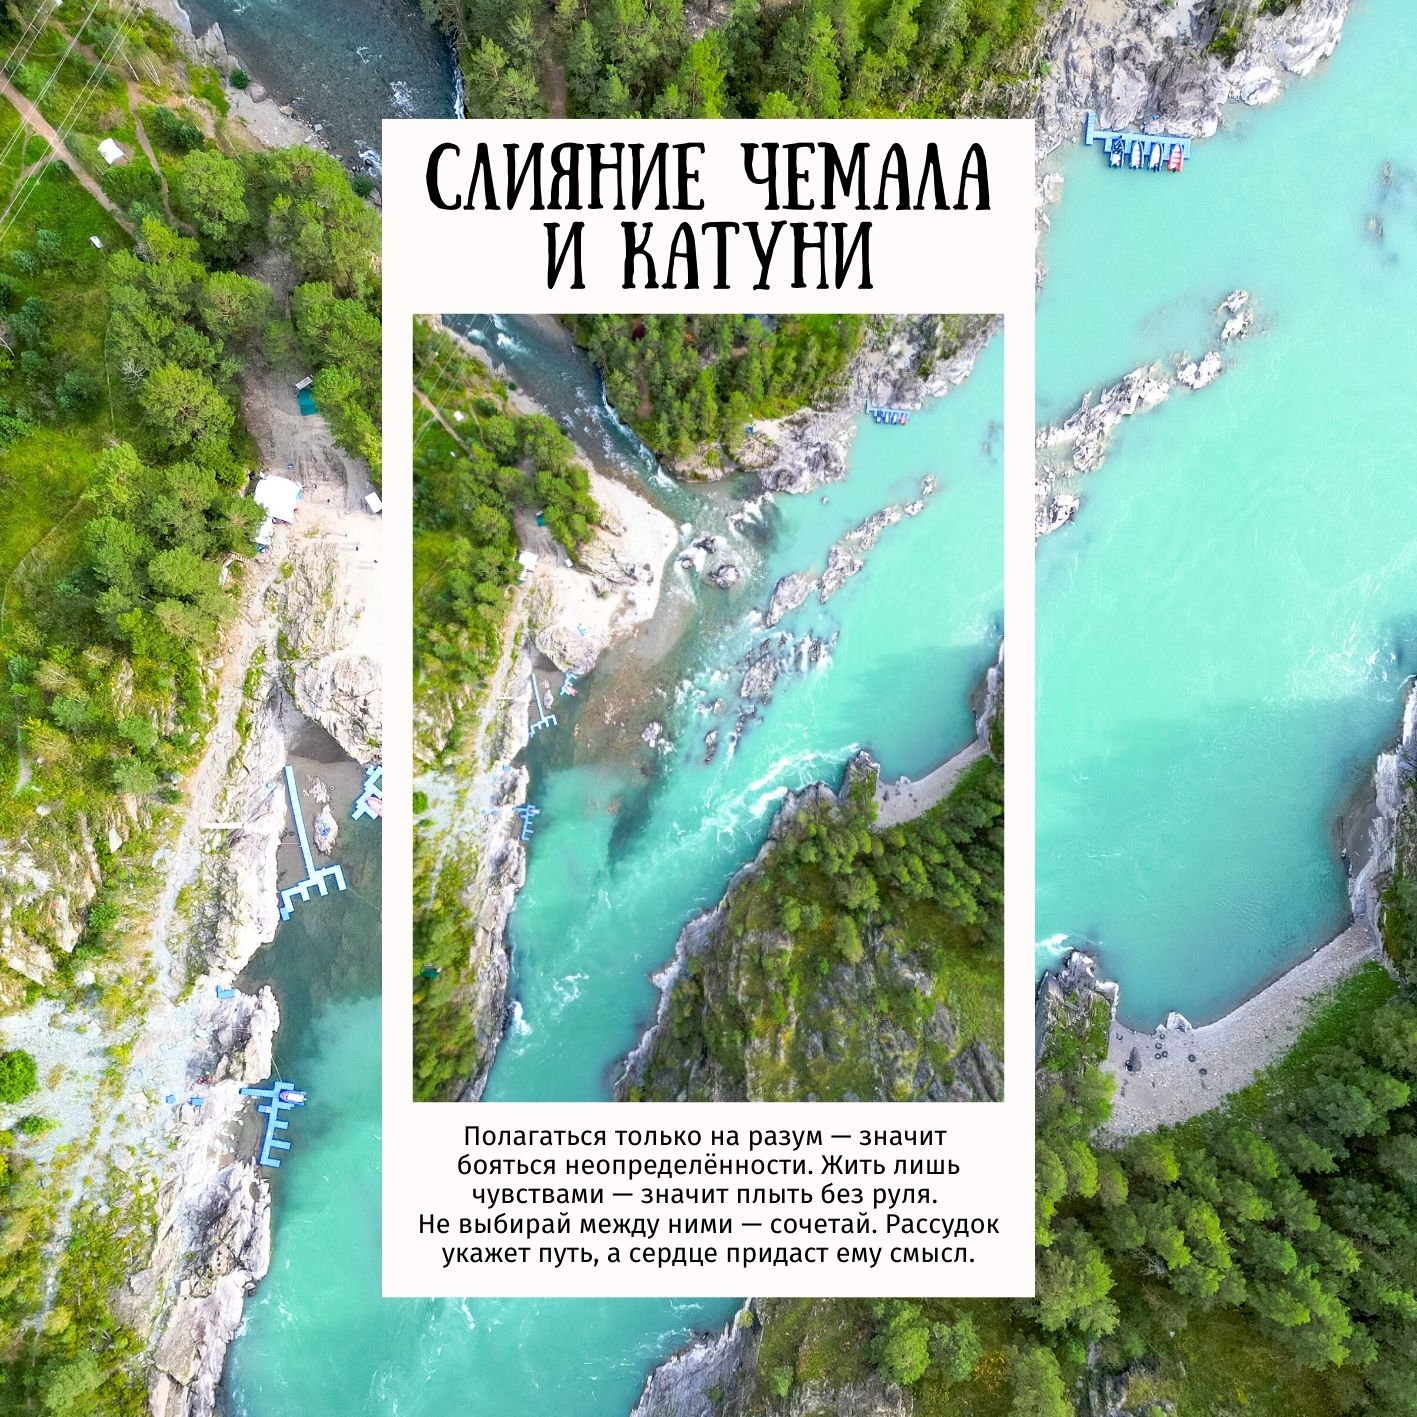 СЛИЯНИЕ ЧЕМАЛА
И КАТУНИ
Полагаться только на разум — значит
бояться неопределённости. Жить лишь
чувствами — значит плыть без руля.
Не выбирай между ними — сочетай. Рассудок
укажет путь, а сердце придаст ему смысл.